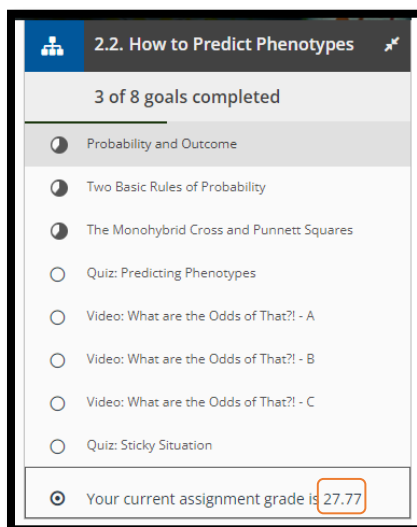 2.2. How to Predict Phenotypes
3 of 8 goals completed
Probability and Outcome
Two Basic Rules of Probability
The Monohybrid Cross and Punnett Squares
Quiz: Predicting Phenotypes
Video: What are the Odds of That?! - A
Video: What are the Odds of That?! - B
Video: What are the Odds of That?! - C
Quiz: Sticky Situation
Your current assignment grade is 27.77